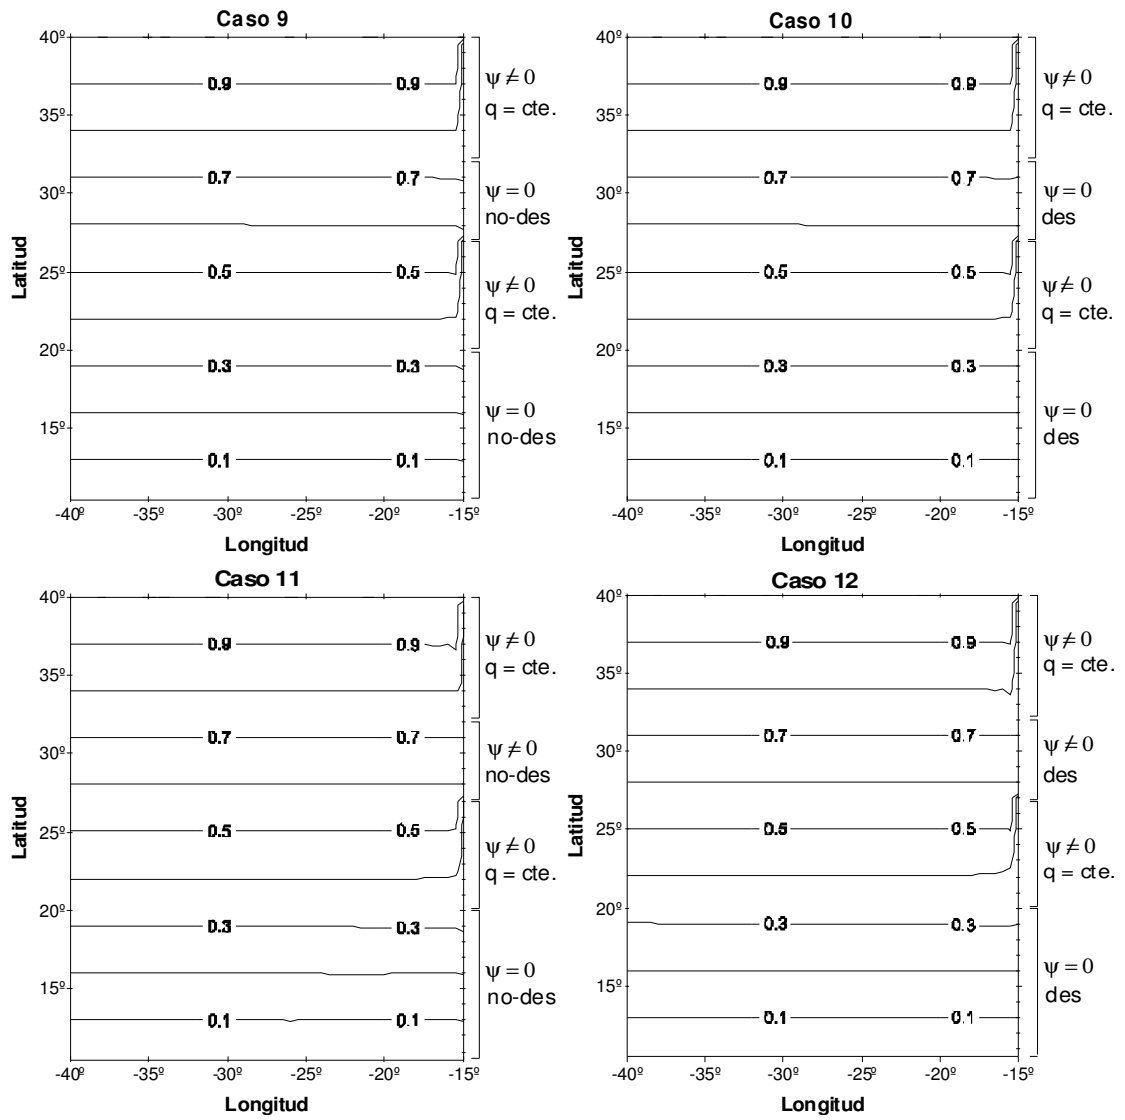 Caso 9
40º
35º
30º
25º
20º
15º
Latitud
0.9 0.9
0.7 0.7
0.5 0.5
0.3 0.3
0.1 0.1
-40º -35º -30º -25º -20º -15º
Longitud
ψ ≠ 0
q = cte.
ψ = 0
no-des
ψ ≠ 0
q = cte.
ψ = 0
no-des
Caso 10
40º
35º
30º
25º
20º
15º
Latitud
0.9 0.9
0.7 0.7
0.5 0.5
0.3 0.3
0.1 0.1
-40º -35º -30º -25º -20º -15º
Longitud
ψ ≠ 0
q = cte.
ψ = 0
des
ψ ≠ 0
q = cte.
ψ = 0
des
Caso 11
40º
35º
30º
25º
20º
15º
Latitud
0.9 0.9
0.7 0.7
0.5 0.5
0.3 0.3
0.1 0.1
-40º -35º -30º -25º -20º -15º
Longitud
ψ ≠ 0
q = cte.
ψ ≠ 0
no-des
ψ ≠ 0
q = cte.
ψ = 0
no-des
Caso 12
40º
35º
30º
25º
20º
15º
Latitud
0.9 0.9
0.7 0.7
0.5 0.5
0.3 0.3
0.1 0.1
-40º -35º -30º -25º -20º -15º
Longitud
ψ ≠ 0
q = cte.
ψ ≠ 0
des
ψ ≠ 0
q = cte.
ψ = 0
des